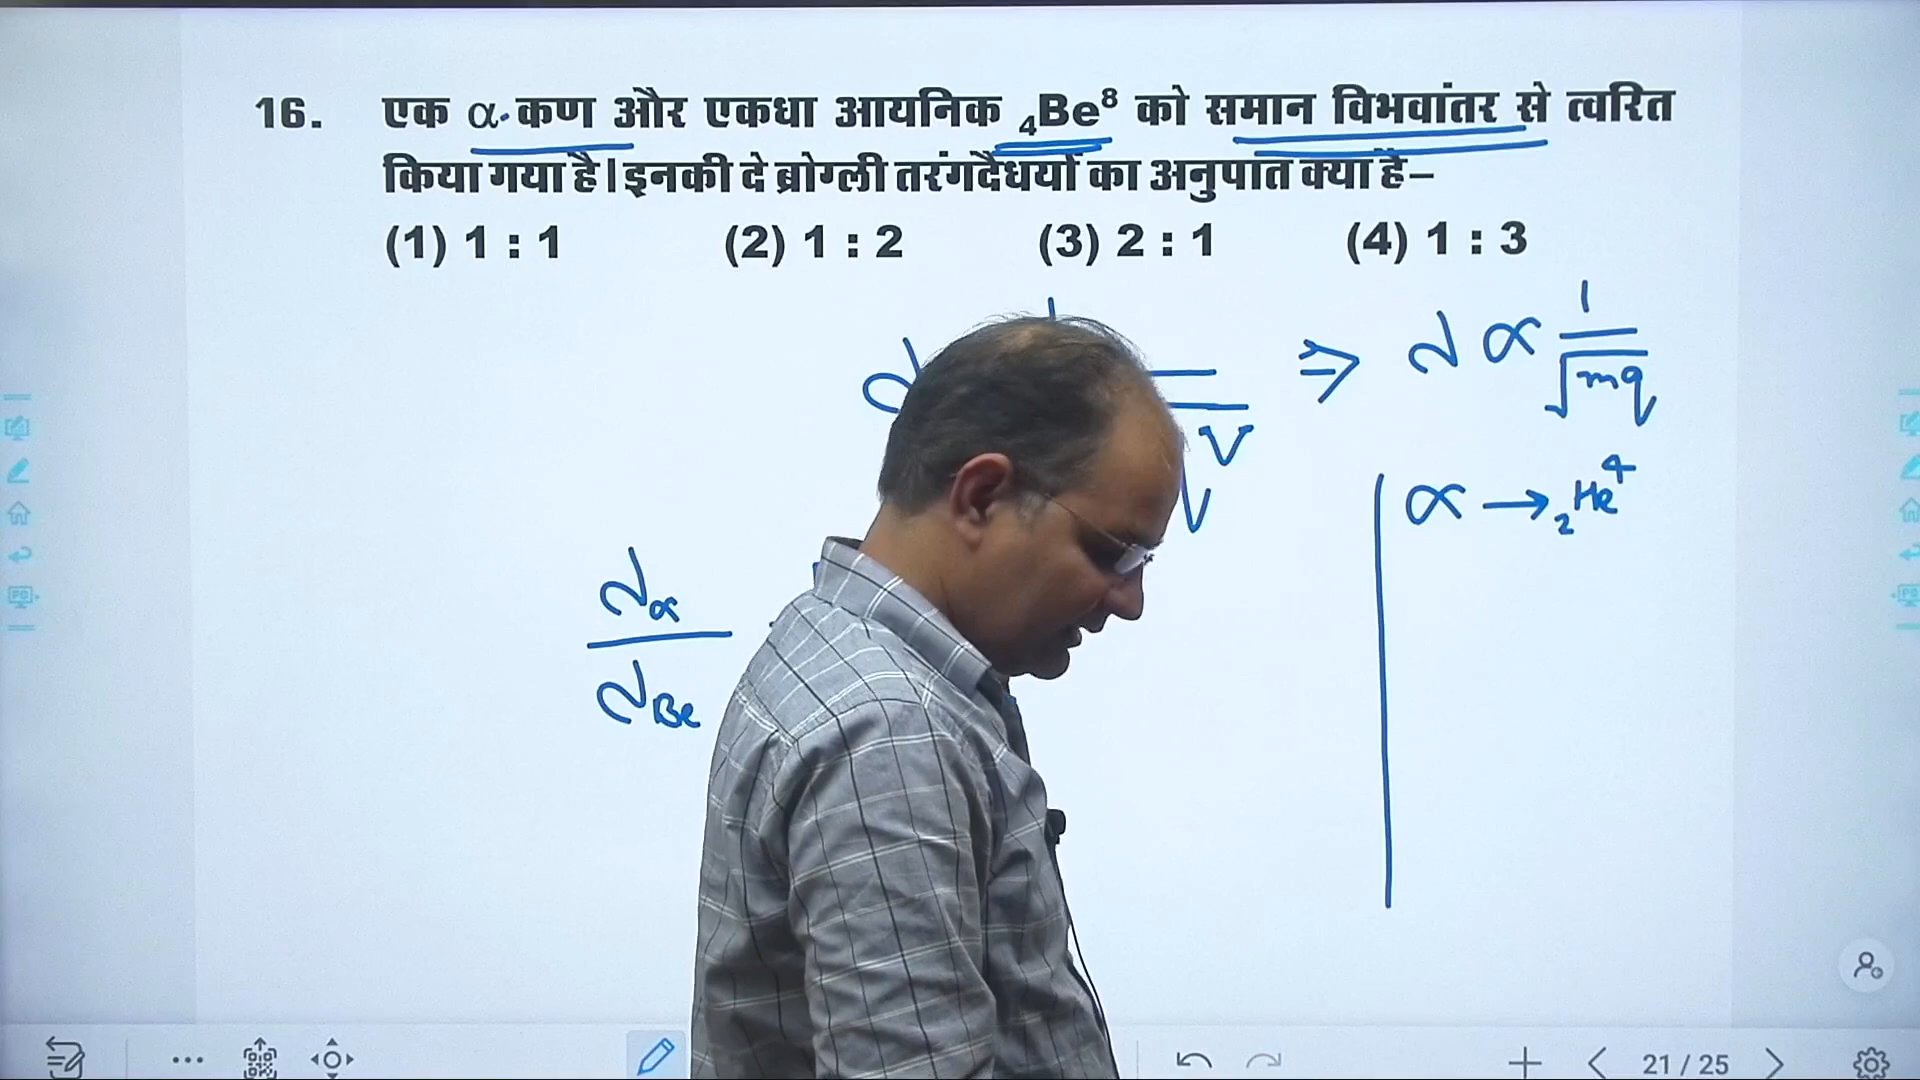 16. एक α-कण और एकधा आयनिक ₄Be⁸ को समान विभवांतर से त्वरित
किया गया है। इनकी दे ब्रोग्ली तरंगदैधर्यों का अनुपात क्या है–
(1) 1 : 1 (2) 1 : 2 (3) 2 : 1 (4) 1 : 3
⇒ λ ∝ 1/√mq
V
α → ₂He⁴
λα/λBe
21 / 25